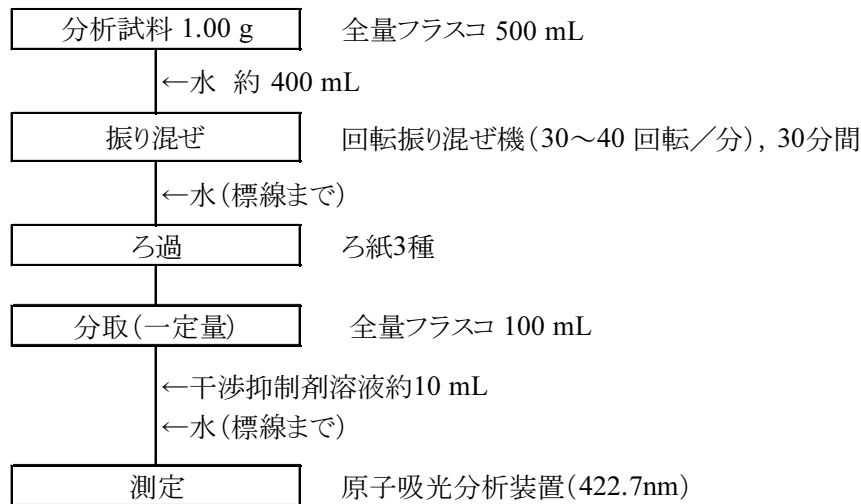 分析試料 1.00 g 全量フラスコ 500 mL
←水 約 400 mL
振り混ぜ 回転振り混ぜ機(30~40 回転/分), 30分間
←水(標線まで)
ろ過 ろ紙3種
分取(一定量) 全量フラスコ 100 mL
←干渉抑制剤溶液約10 mL
←水(標線まで)
測定 原子吸光分析装置(422.7nm)